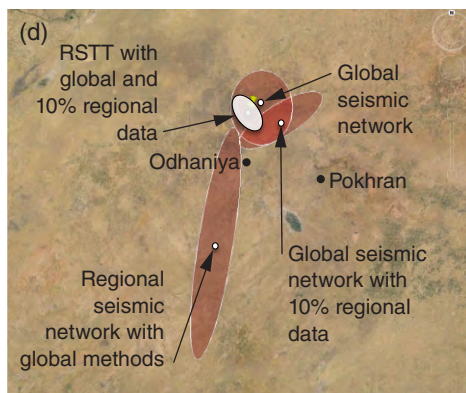 (d)
RSTT with
global and
10% regional
data
Global
seismic
network
Odhaniya
Pokhran
Regional
seismic
network with
global methods
Global seismic
network with
10% regional
data